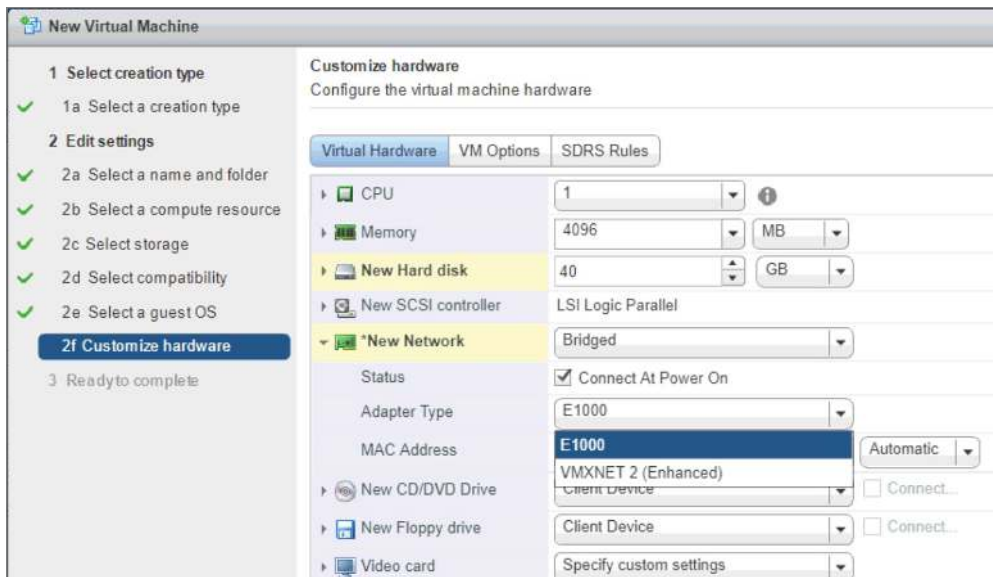 New Virtual Machine
1 Select creation type
1a Select a creation type
2 Edit settings
2a Select a name and folder
2b Select a compute resource
2c Select storage
2d Select compatibility
2e Select a guest OS
2f Customize hardware
3 Ready to complete
Customize hardware
Configure the virtual machine hardware
Virtual Hardware VM Options SDRS Rules
CPU 1
Memory 4096 MB
New Hard disk 40 GB
New SCSI controller LSI Logic Parallel
*New Network Bridged
Status Connect At Power On
Adapter Type E1000
E1000
MAC Address Automatic
VMXNET 2 (Enhanced)
New CD/DVD Drive Client Device Connect...
New Floppy drive Client Device Connect...
Video card Specify custom settings